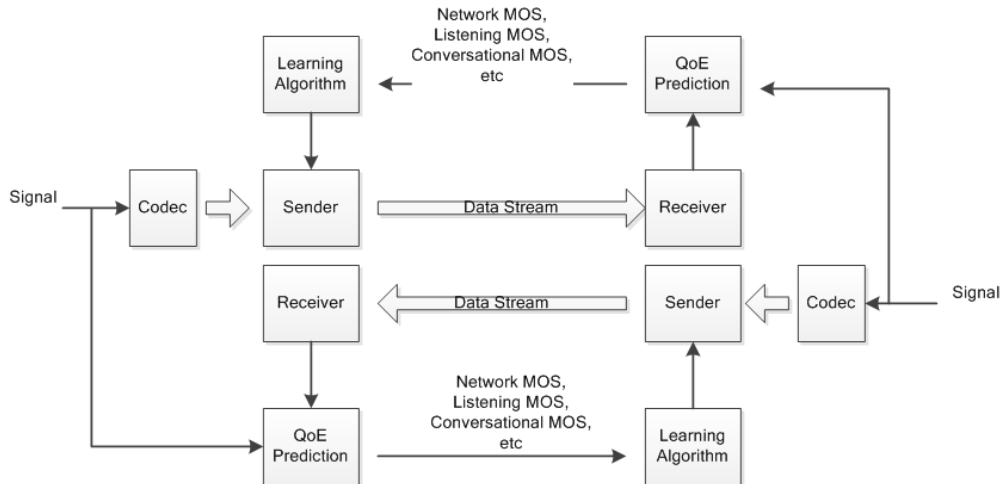 Network MOS,
Listening MOS,
Conversational MOS,
etc
Learning
Algorithm
QoE
Prediction
Signal
Codec
Sender
Data Stream
Receiver
Receiver
Data Stream
Sender
Codec
Signal
Network MOS,
Listening MOS,
Conversational MOS,
etc
QoE
Prediction
Learning
Algorithm